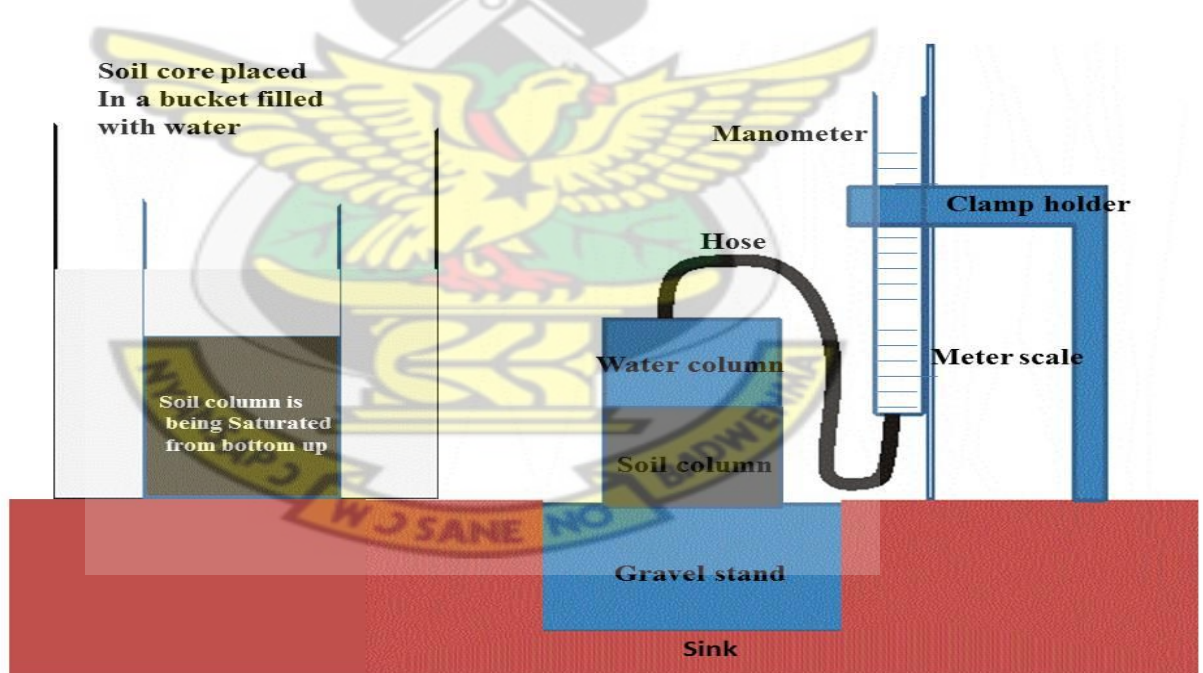 Soil core placed
In a bucket filled
with water
Manometer
Clamp holder
Hose
Water column
Meter scale
Soil column is
being Saturated
from bottom up
Soil column
W Ɔ SANE NO BADWENMA
Gravel stand
Sink